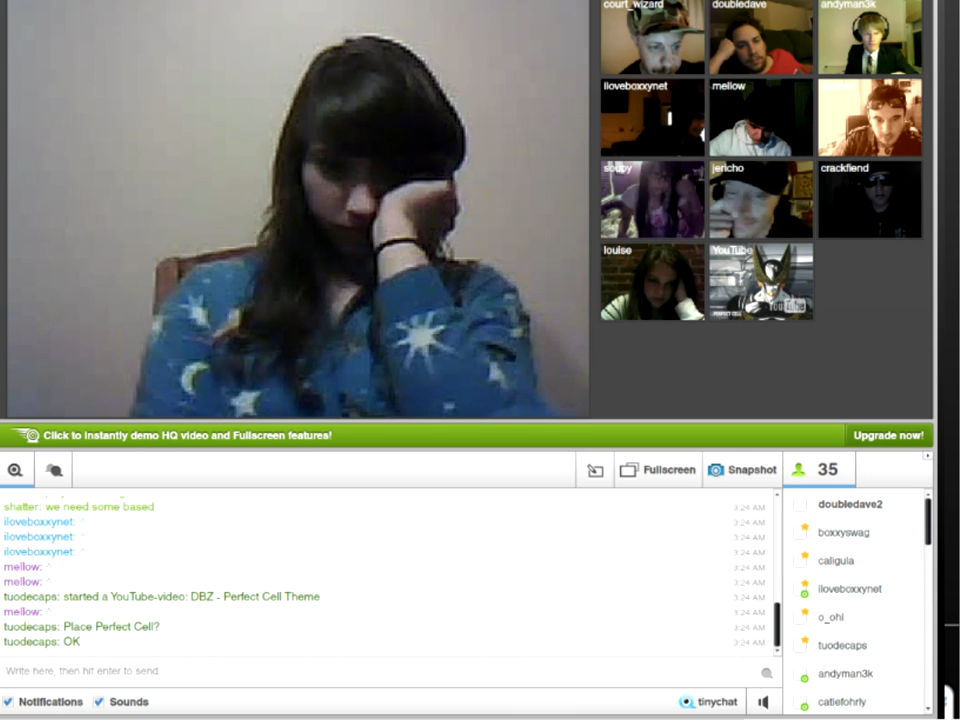 court_wizard
doubledave
andyman3k
iloveboxxynet
mellow
soupy
jericho
crackfiend
louise
YouTube
YouTube
PERFECT CELL
Click to instantly demo HQ video and Fullscreen features!
Upgrade now!
Fullscreen
Snapshot
35
shatter: we need some based 3:24 AM
iloveboxxynet: ^ 3:24 AM
iloveboxxynet: ^ 3:24 AM
iloveboxxynet: ^ 3:24 AM
mellow: ^ 3:24 AM
mellow: ^ 3:24 AM
tuodecaps: started a YouTube-video: DBZ - Perfect Cell Theme 3:24 AM
mellow: ^ 3:24 AM
tuodecaps: Place Perfect Cell? 3:24 AM
tuodecaps: OK 3:24 AM
Write here, then hit enter to send.
Notifications
Sounds
tinychat
doubledave2
boxxyswag
caligula
iloveboxxynet
o_ohi
tuodecaps
andyman3k
catiefohrly